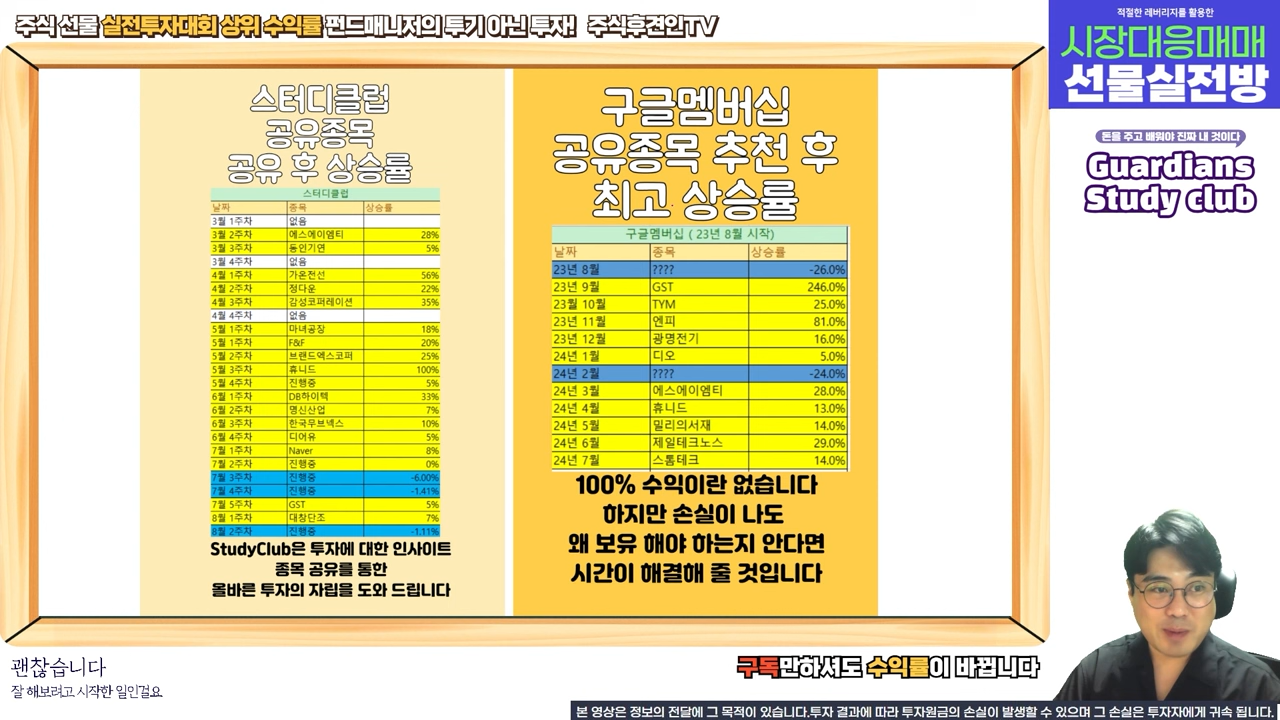 주식 선물 실전투자대회 상위 수익률 펀드매니저의 투기 아닌 투자! 주식후견인TV
적절한 레버리지를 활용한
시장대응매매
선물실전방
돈을 주고 배워야 진짜 내 것이다
Guardians
Study club
스터디클럽
공유종목
공유 후 상승률
스터디클럽
날짜 종목 상승률
3월 1주차 없음
3월 2주차 에스에이엠티 28%
3월 3주차 동인기연 5%
3월 4주차 없음
4월 1주차 가온전선 56%
4월 2주차 정다운 22%
4월 3주차 감성코퍼레이션 35%
4월 4주차 없음
5월 1주차 마녀공장 18%
5월 1주차 F&F 20%
5월 2주차 브랜드엑스코퍼 25%
5월 3주차 휴니드 100%
5월 4주차 진행중 5%
6월 1주차 DB하이텍 33%
6월 2주차 명신산업 7%
6월 3주차 한국무브넥스 10%
6월 4주차 디어유 5%
7월 1주차 Naver 8%
7월 2주차 진행중 0%
7월 3주차 진행중 -6.00%
7월 4주차 진행중 -1.41%
7월 5주차 GST 5%
8월 1주차 대창단조 7%
8월 2주차 진행중 -1.11%
StudyClub은 투자에 대한 인사이트
종목 공유를 통한
올바른 투자의 자립을 도와 드립니다
구글멤버십
공유종목 추천 후
최고 상승률
구글멤버십 ( 23년 8월 시작)
날짜 종목 상승률
23년 8월 ???? -26.0%
23년 9월 GST 246.0%
23월 10월 TYM 25.0%
23년 11월 엔피 81.0%
23년 12월 광명전기 16.0%
24년 1월 디오 5.0%
24년 2월 ???? -24.0%
24년 3월 에스에이엠티 28.0%
24년 4월 휴니드 13.0%
24년 5월 밀리의서재 14.0%
24년 6월 제일테크노스 29.0%
24년 7월 스톰테크 14.0%
100% 수익이란 없습니다
하지만 손실이 나도
왜 보유 해야 하는지 안다면
시간이 해결해 줄 것입니다
괜찮습니다
잘 해보려고 시작한 일인걸요
구독만하셔도 수익률이 바뀝니다
본 영상은 정보의 전달에 그 목적이 있습니다.투자 결과에 따라 투자원금의 손실이 발생할 수 있으며 그 손실은 투자자에게 귀속 됩니다.